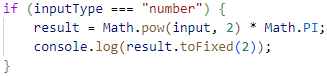 if (inputType === "number") {
    result = Math.pow(input, 2) * Math.PI;
    console.log(result.toFixed(2));
}